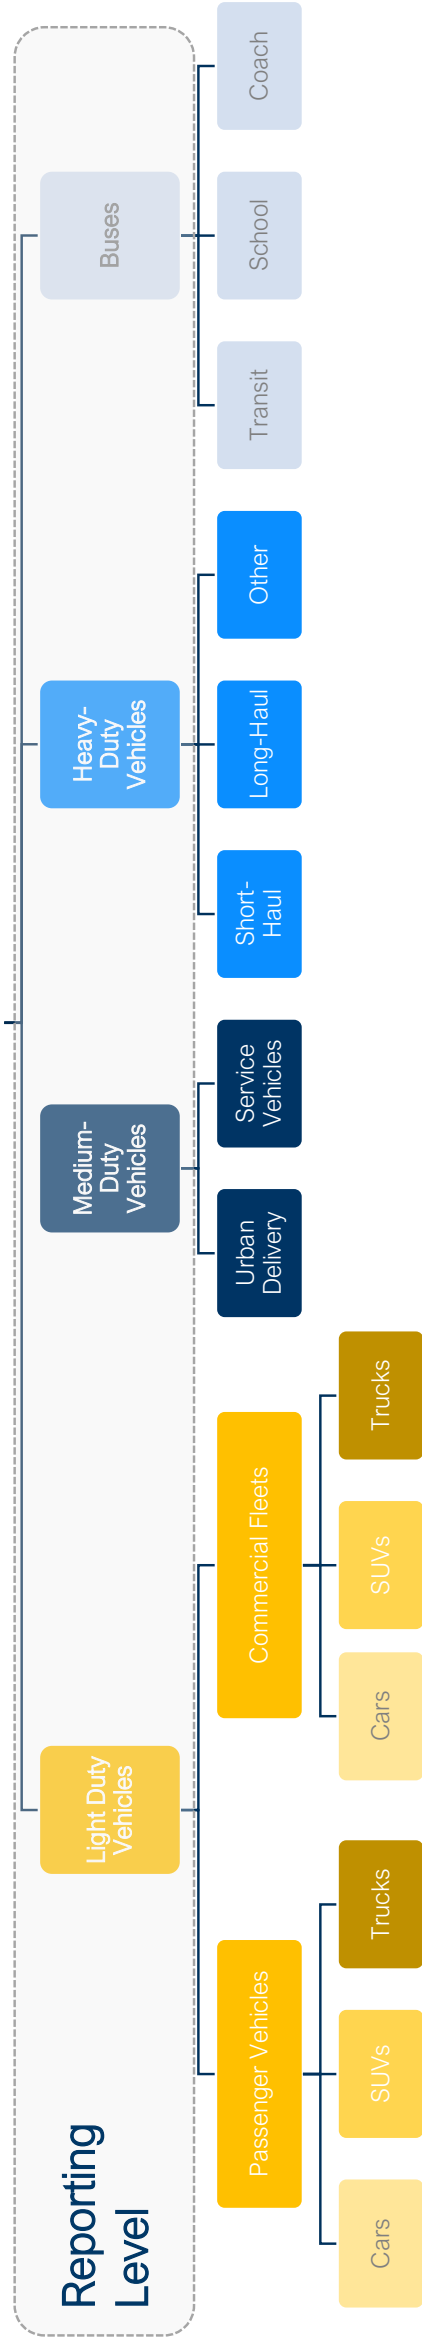 Reporting
Level
Light Duty
Vehicles
Medium-
Duty
Vehicles
Heavy-
Duty
Vehicles
Buses
Passenger Vehicles
Commercial Fleets
Urban
Delivery
Service
Vehicles
Short-
Haul
Long-Haul
Other
Transit
School
Coach
Cars
SUVs
Trucks
Cars
SUVs
Trucks